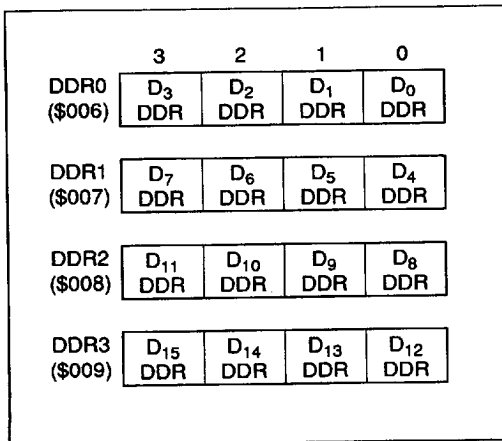 3 2 1 0
DDR0 D3 D2 D1 D0
($006) DDR DDR DDR DDR
DDR1 D7 D6 D5 D4
($007) DDR DDR DDR DDR
DDR2 D11 D10 D9 D8
($008) DDR DDR DDR DDR
DDR3 D15 D14 D13 D12
($009) DDR DDR DDR DDR